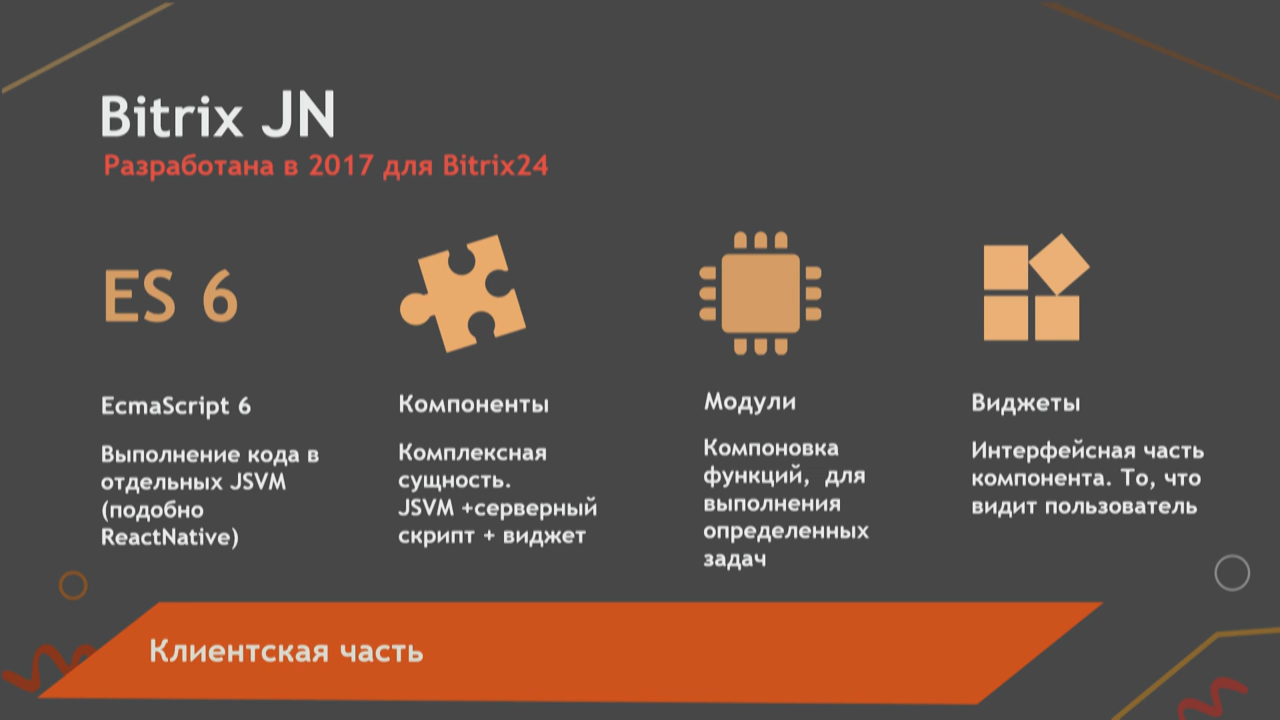 Bitrix JN
Разработана в 2017 для Bitrix24
ES 6
EcmaScript 6
Выполнение кода в
отдельных JSVM
(подобно
ReactNative)
Компоненты
Комплексная
сущность.
JSVM +серверный
скрипт + виджет
Модули
Компоновка
функций, для
выполнения
определенных
задач
Виджеты
Интерфейсная часть
компонента. То, что
видит пользователь
Клиентская часть